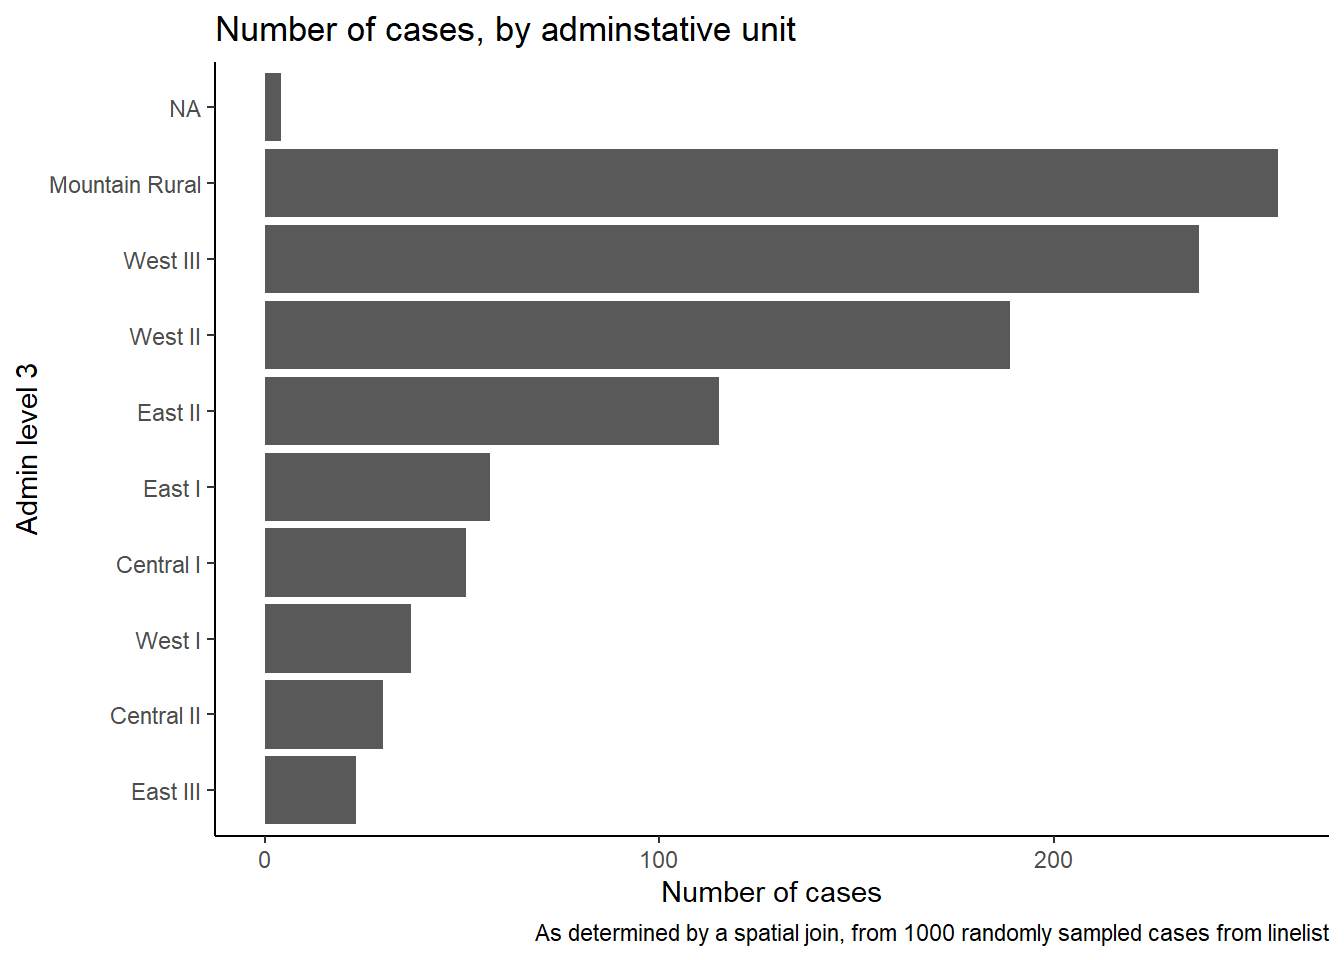 Number of cases, by adminstative unit
NA
Mountain Rural
West III
West II
East II
East I
Central I
West I
Central II
East III
Admin level 3
0 100 200
Number of cases
As determined by a spatial join, from 1000 randomly sampled cases from linelist